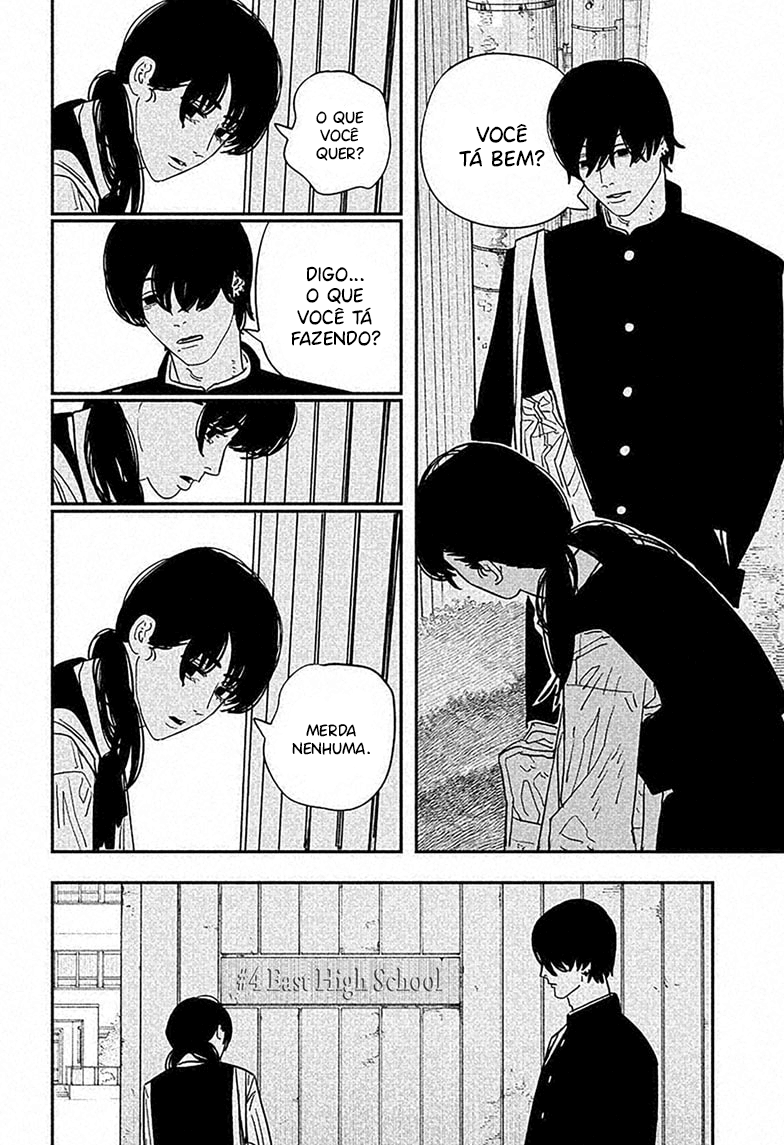 VOCÊ
TÁ BEM?
O QUE
VOCÊ
QUER?
DIGO...
O QUE
VOCÊ TÁ
FAZENDO?
MERDA
NENHUMA.
#4 East High School